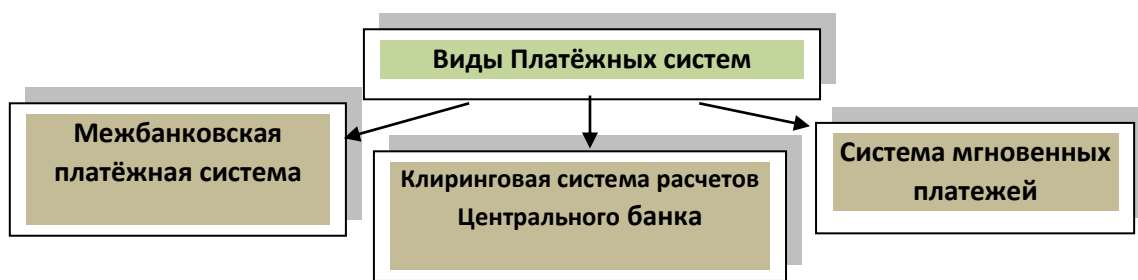 Виды Платёжных систем
Межбанковская
платёжная система
Клиринговая система расчетов
Центрального банка
Система мгновенных
платежей